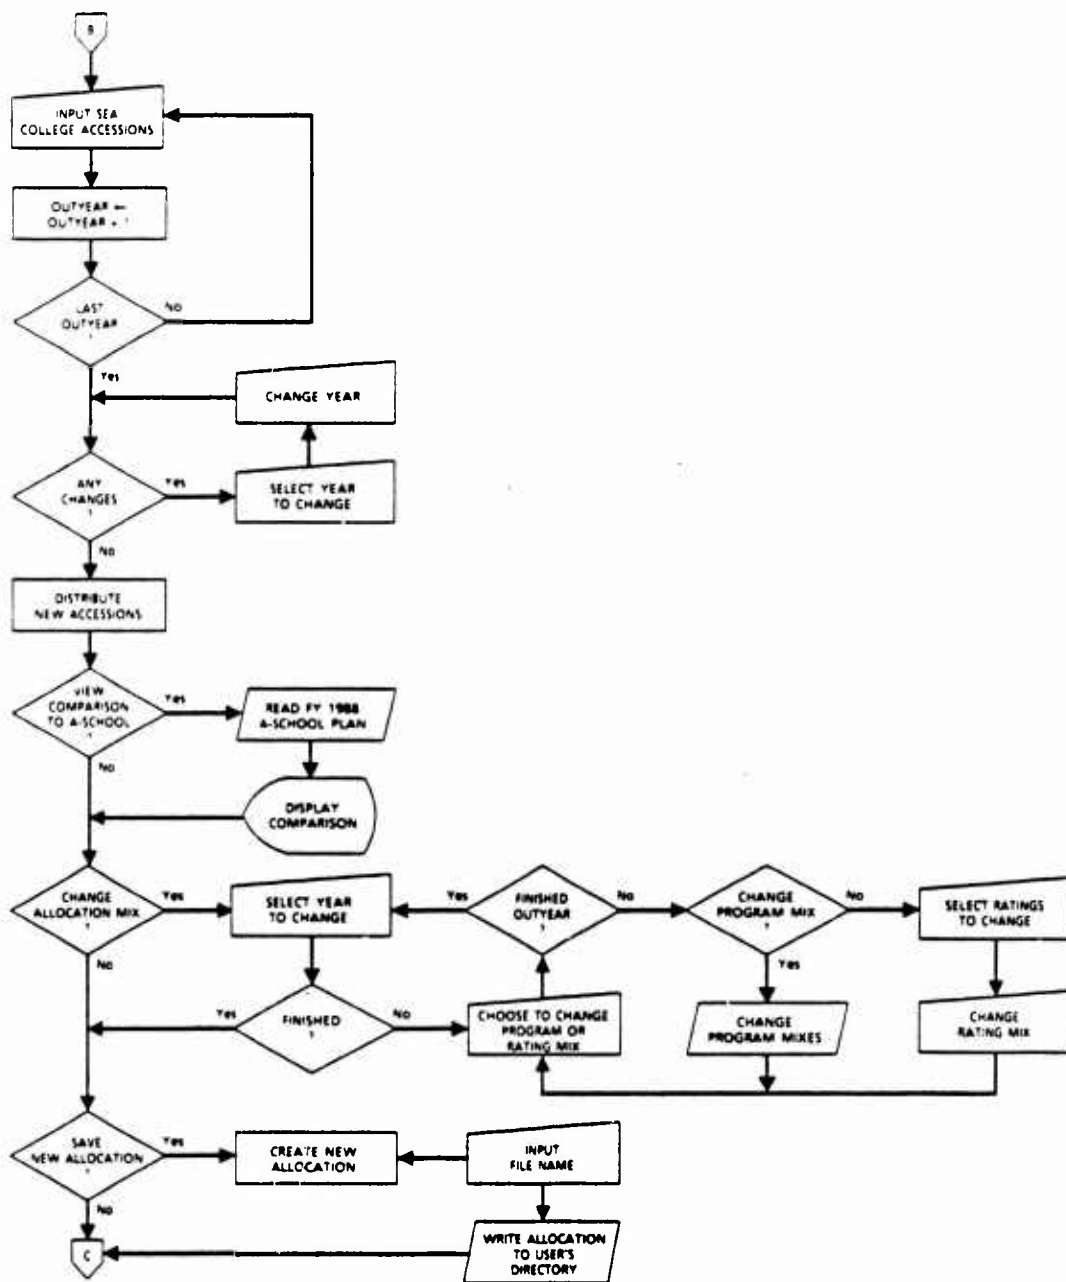 B
INPUT SEA
COLLEGE ACCESSIONS
OUTYEAR ←
OUTYEAR + 1
LAST
OUTYEAR
?
No
Yes
CHANGE YEAR
ANY
CHANGES
?
Yes
SELECT YEAR
TO CHANGE
No
DISTRIBUTE
NEW ACCESSIONS
VIEW
COMPARISON
TO A-SCHOOL
?
Yes
READ FY 1988
A-SCHOOL PLAN
No
DISPLAY
COMPARISON
CHANGE
ALLOCATION MIX
?
Yes
SELECT YEAR
TO CHANGE
Yes
FINISHED
OUTYEAR
?
No
CHANGE
PROGRAM MIX
?
No
SELECT RATINGS
TO CHANGE
No
Yes
Yes
FINISHED
?
No
CHOOSE TO CHANGE
PROGRAM OR
RATING MIX
CHANGE
PROGRAM MIXES
CHANGE
RATING MIX
SAVE
NEW ALLOCATION
?
Yes
CREATE NEW
ALLOCATION
INPUT
FILE NAME
No
C
WRITE ALLOCATION
TO USER'S
DIRECTORY